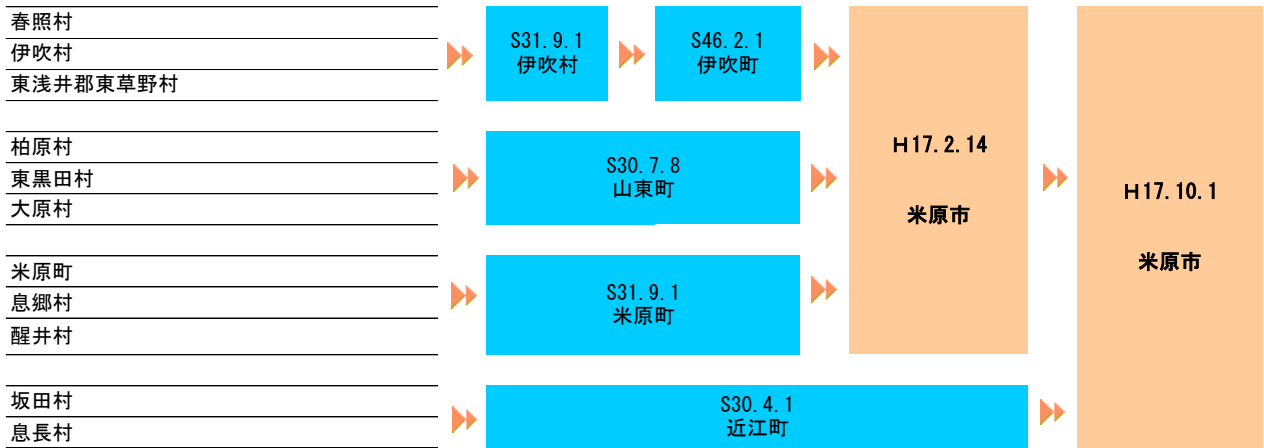 春照村
伊吹村
東浅井郡東草野村
S31.9.1
伊吹村
S46.2.1
伊吹町
柏原村
東黒田村
大原村
S30.7.8
山東町
米原町
息郷村
醒井村
S31.9.1
米原町
H17.2.14
米原市
坂田村
息長村
S30.4.1
近江町
H17.10.1
米原市